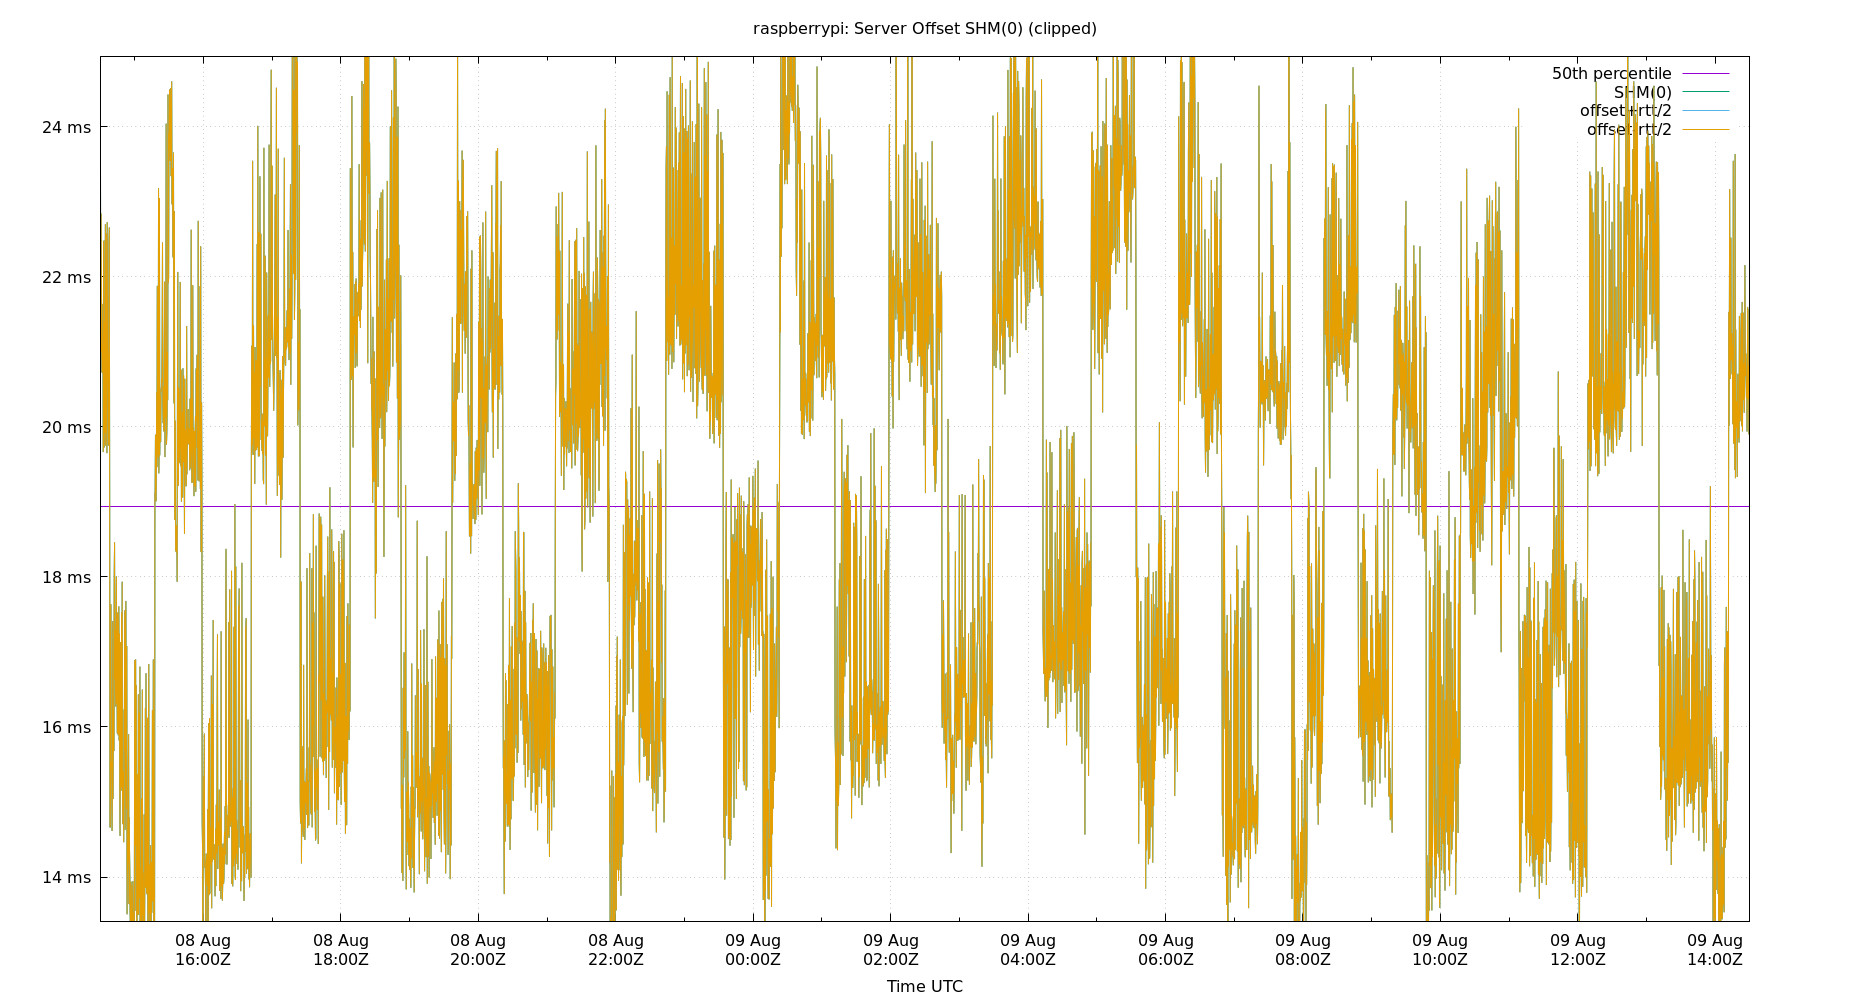 raspberrypi: Server Offset SHM(0) (clipped)
50th percentile
SHM(0)
offset+rtt/2
offset-rtt/2
24 ms
22 ms
20 ms
18 ms
16 ms
14 ms
08 Aug 08 Aug 08 Aug 08 Aug 09 Aug 09 Aug 09 Aug 09 Aug 09 Aug 09 Aug 09 Aug 09 Aug
16:00Z 18:00Z 20:00Z 22:00Z 00:00Z 02:00Z 04:00Z 06:00Z 08:00Z 10:00Z 12:00Z 14:00Z
Time UTC